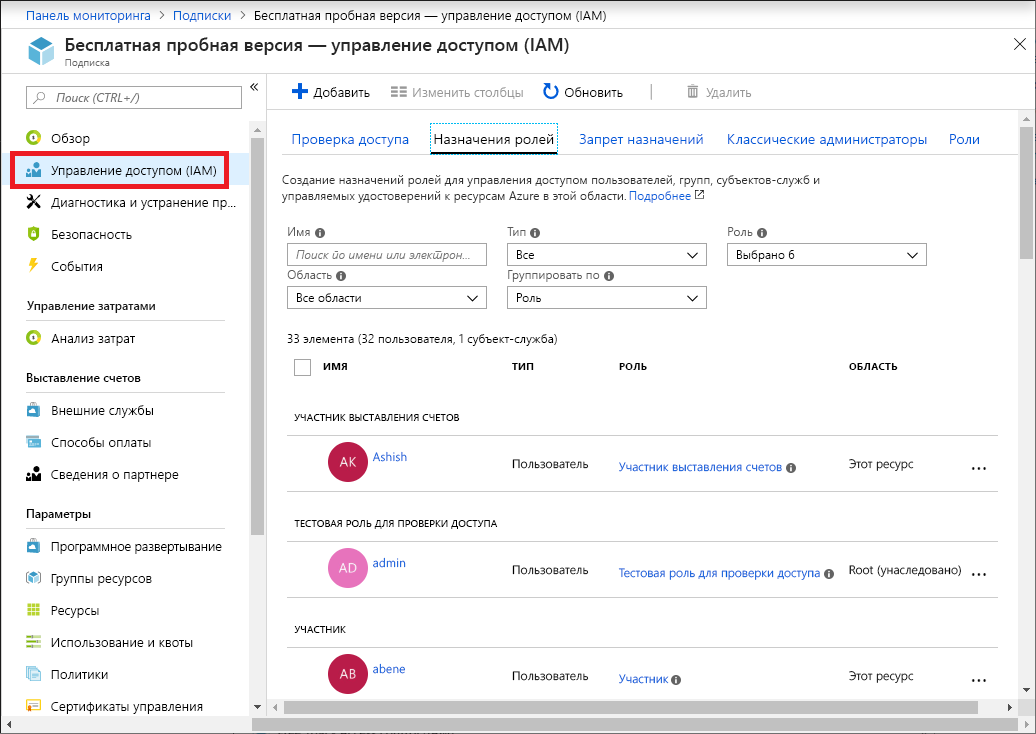 Панель мониторинга > Подписки > Бесплатная пробная версия — управление доступом (IAM)
Бесплатная пробная версия — управление доступом (IAM)
Подписка
Поиск (CTRL+/)
Обзор
Управление доступом (IAM)
Диагностика и устранение пр...
Безопасность
События
Управление затратами
Анализ затрат
Выставление счетов
Внешние службы
Способы оплаты
Сведения о партнере
Параметры
Программное развертывание
Группы ресурсов
Ресурсы
Использование и квоты
Политики
Сертификаты управления
Добавить Изменить столбцы Обновить Удалить
Проверка доступа Назначения ролей Запрет назначений Классические администраторы Роли
Создание назначений ролей для управления доступом пользователей, групп, субъектов-служб и
управляемых удостоверений к ресурсам Azure в этой области. Подробнее
Имя Тип Роль
Поиск по имени или электрон... Все Выбрано 6
Область Группировать по
Все области Роль
33 элемента (32 пользователя, 1 субъект-служба)
ИМЯ ТИП РОЛЬ ОБЛАСТЬ
УЧАСТНИК ВЫСТАВЛЕНИЯ СЧЕТОВ
AK Ashish Пользователь Участник выставления счетов Этот ресурс ...
ТЕСТОВАЯ РОЛЬ ДЛЯ ПРОВЕРКИ ДОСТУПА
AD admin Пользователь Тестовая роль для проверки доступа Root (унаследовано) ...
УЧАСТНИК
AB abene Пользователь Участник Этот ресурс ...